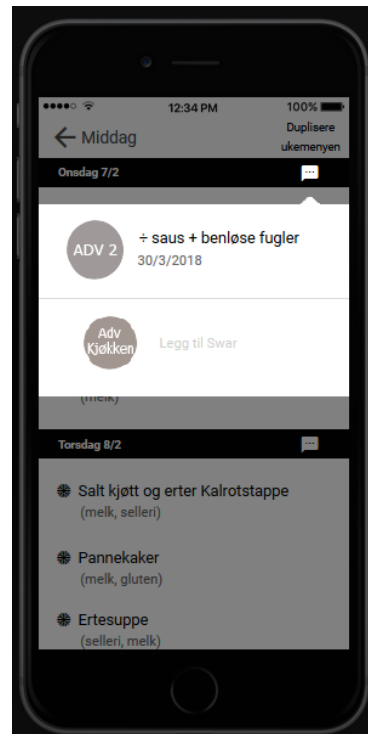 12:34 PM
100%
Middag
Duplisere
ukemenyen
Onsdag 7/2
ADV 2
÷ saus + benløse fugler
30/3/2018
Adv
Kjøkken
Legg til Swar
(melk)
Torsdag 8/2
Salt kjøtt og erter Kalrotstappe
(melk, selleri)
Pannekaker
(melk, gluten)
Ertesuppe
(selleri, melk)